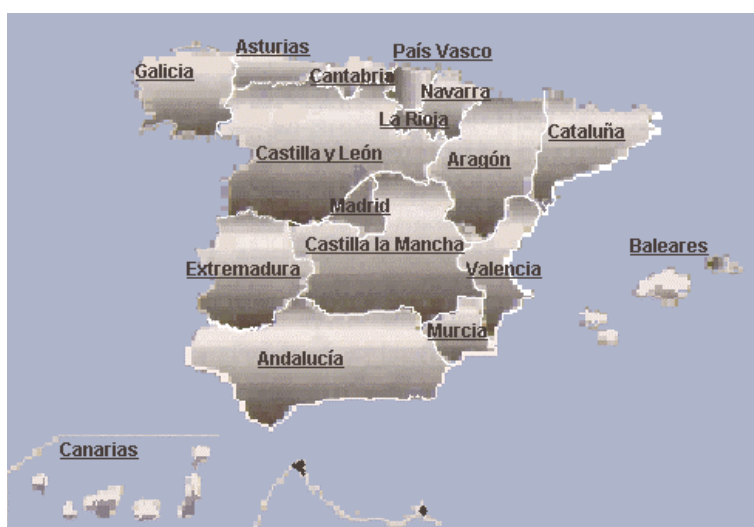 Asturias
País Vasco
Galicia
Cantabria
Navarra
La Rioja
Cataluña
Castilla y León
Aragón
Madrid
Castilla la Mancha
Baleares
Extremadura
Valencia
Murcia
Andalucía
Canarias